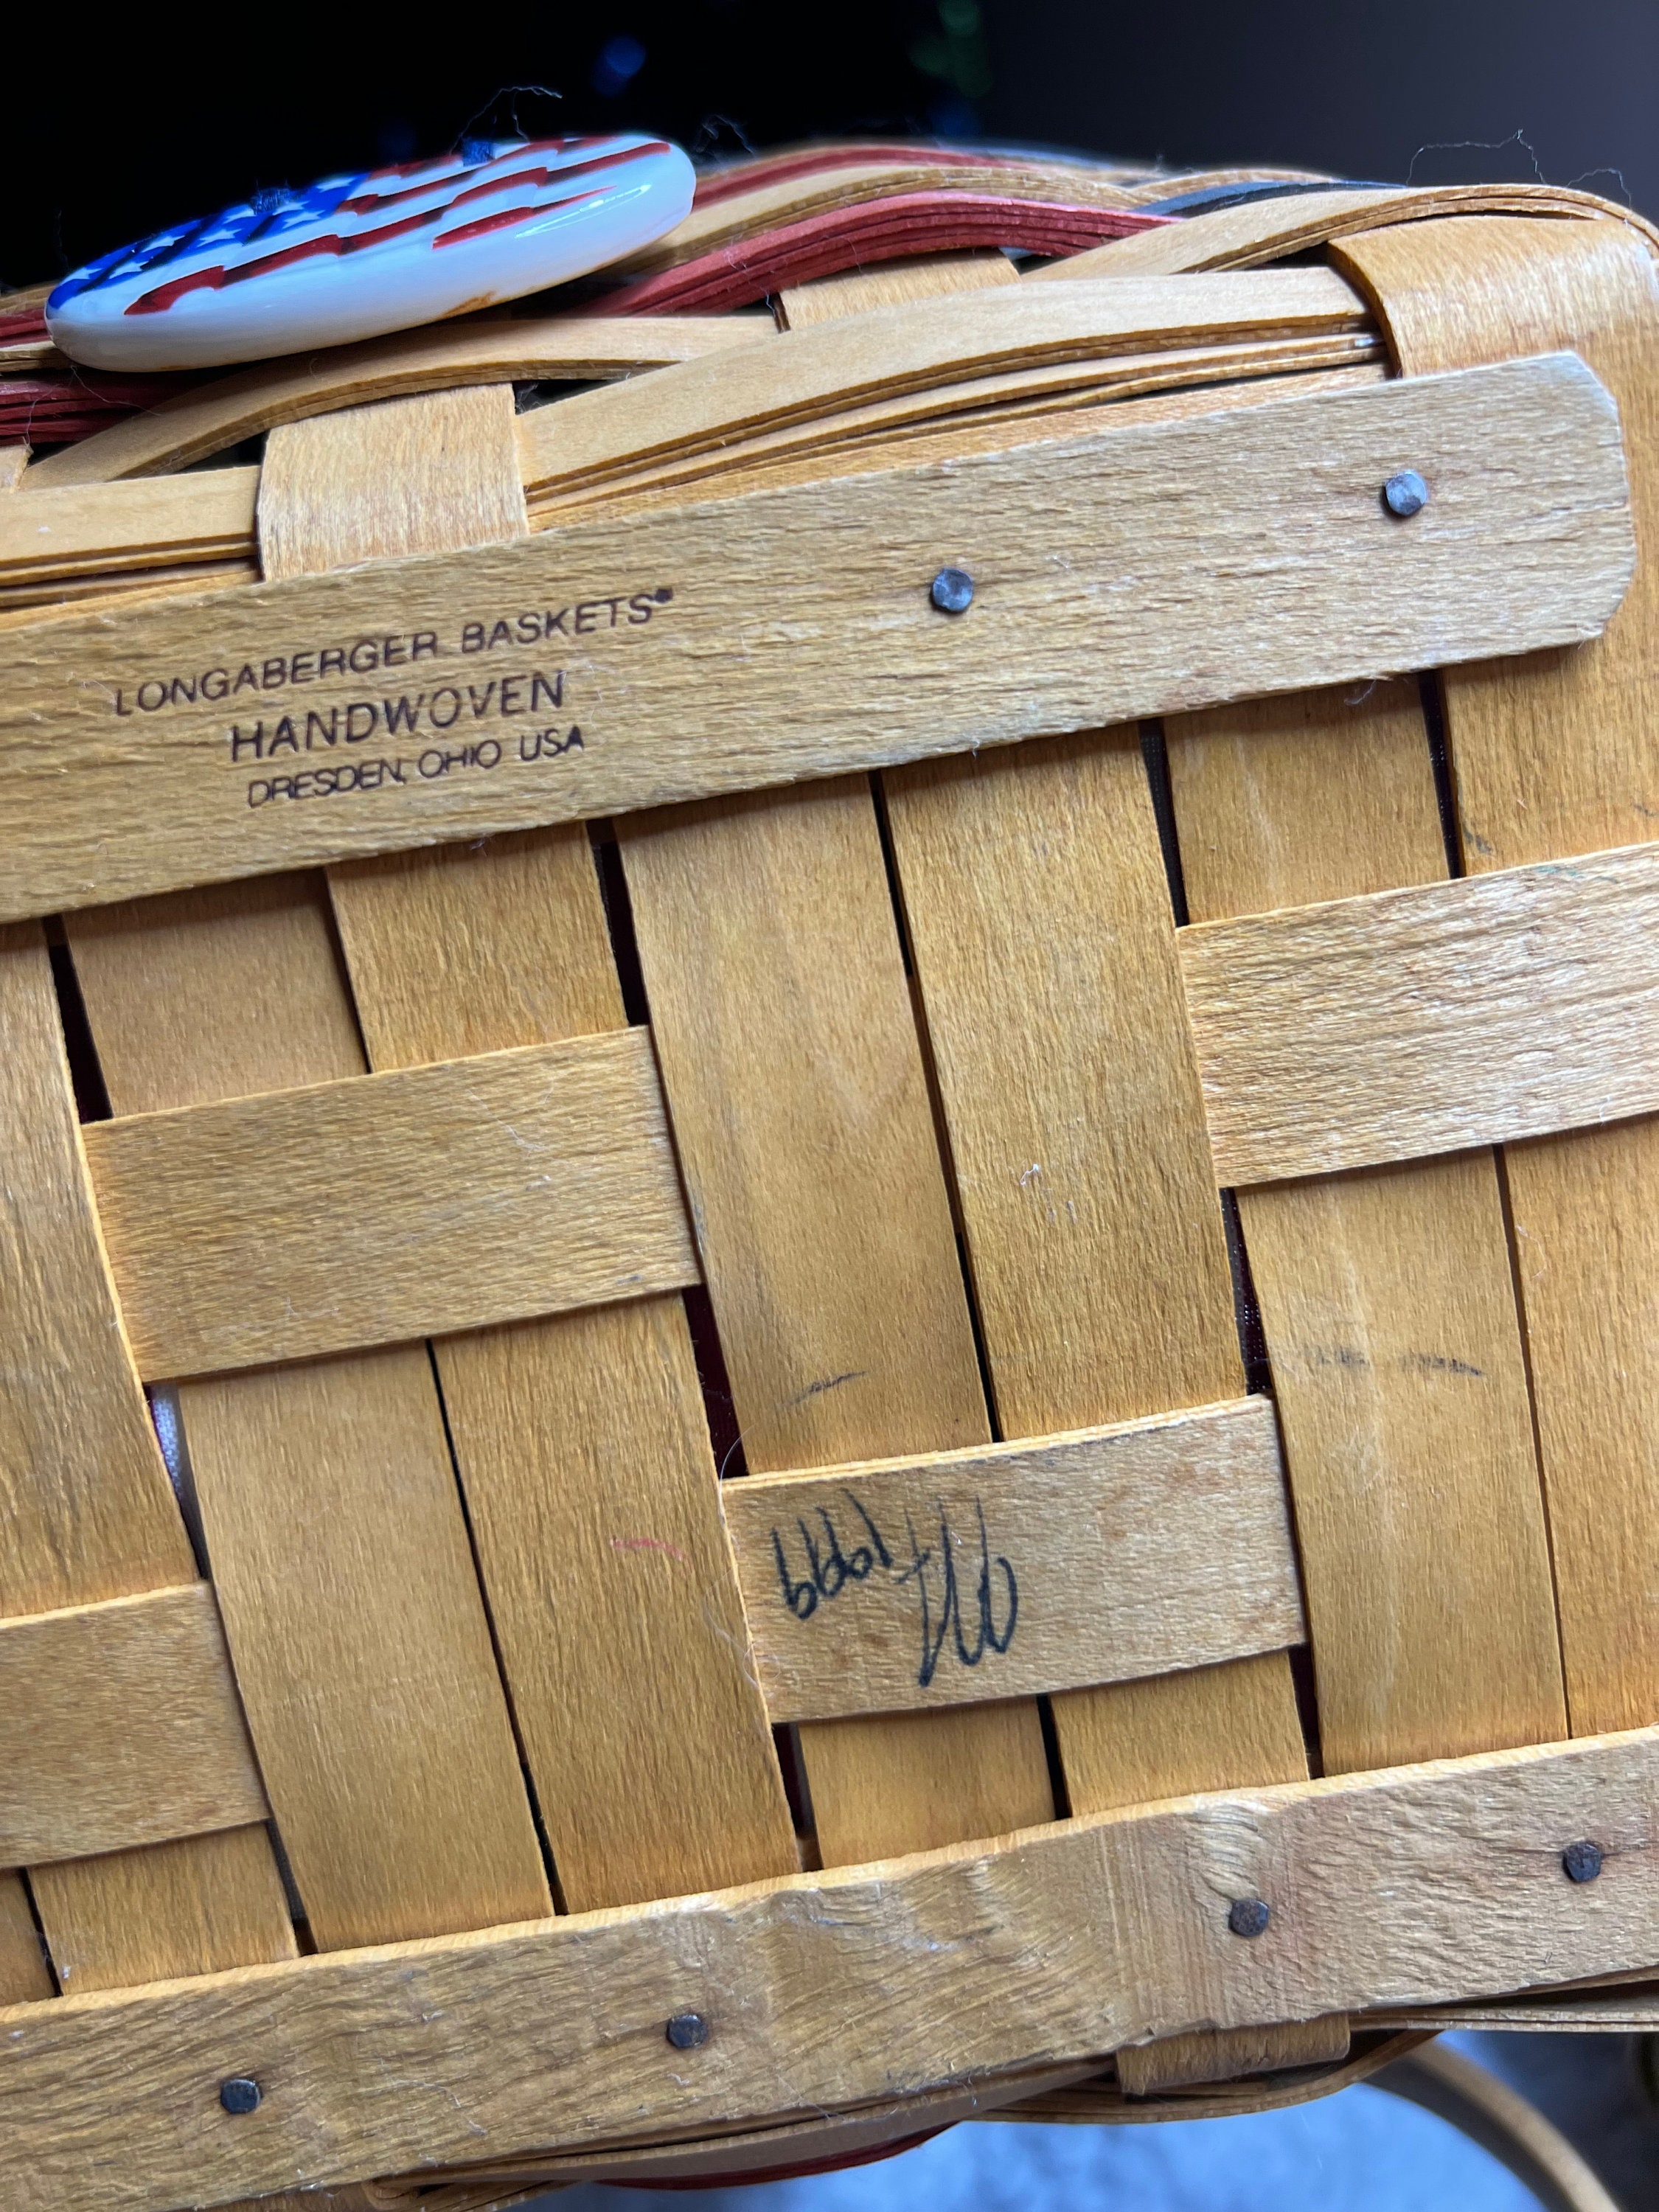 LONGABERGER BASKETS®
HANDWOVEN
DRESDEN, OHIO USA
1999